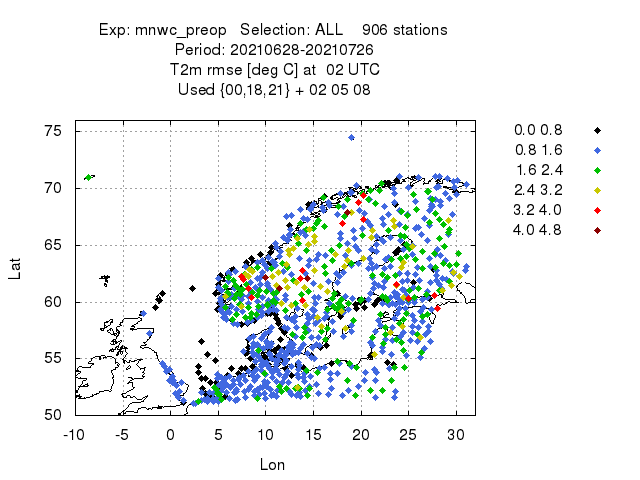 Exp: mnwc_preop   Selection: ALL    906 stations
Period: 20210628-20210726
T2m rmse [deg C] at  02 UTC
Used {00,18,21} + 02 05 08
0.0 0.8
0.8 1.6
1.6 2.4
2.4 3.2
3.2 4.0
4.0 4.8
75
70
65
60
55
50
Lat
-10 -5 0 5 10 15 20 25 30
Lon